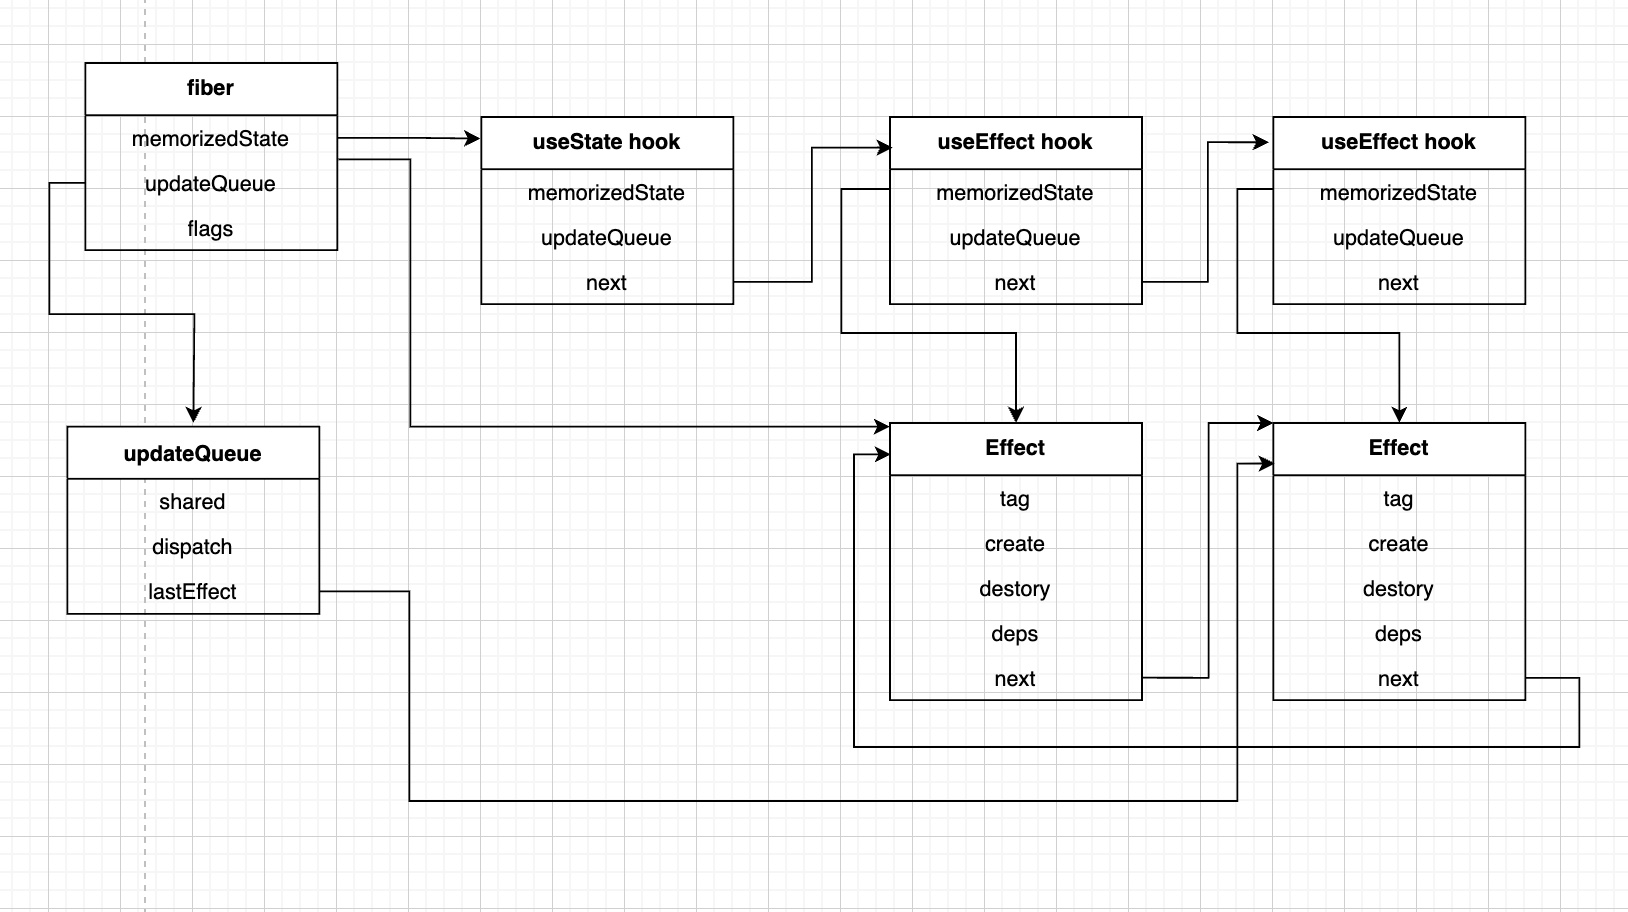 fiber
memorizedState
updateQueue
flags
useState hook
memorizedState
updateQueue
next
useEffect hook
memorizedState
updateQueue
next
useEffect hook
memorizedState
updateQueue
next
updateQueue
shared
dispatch
lastEffect
Effect
tag
create
destory
deps
next
Effect
tag
create
destory
deps
next